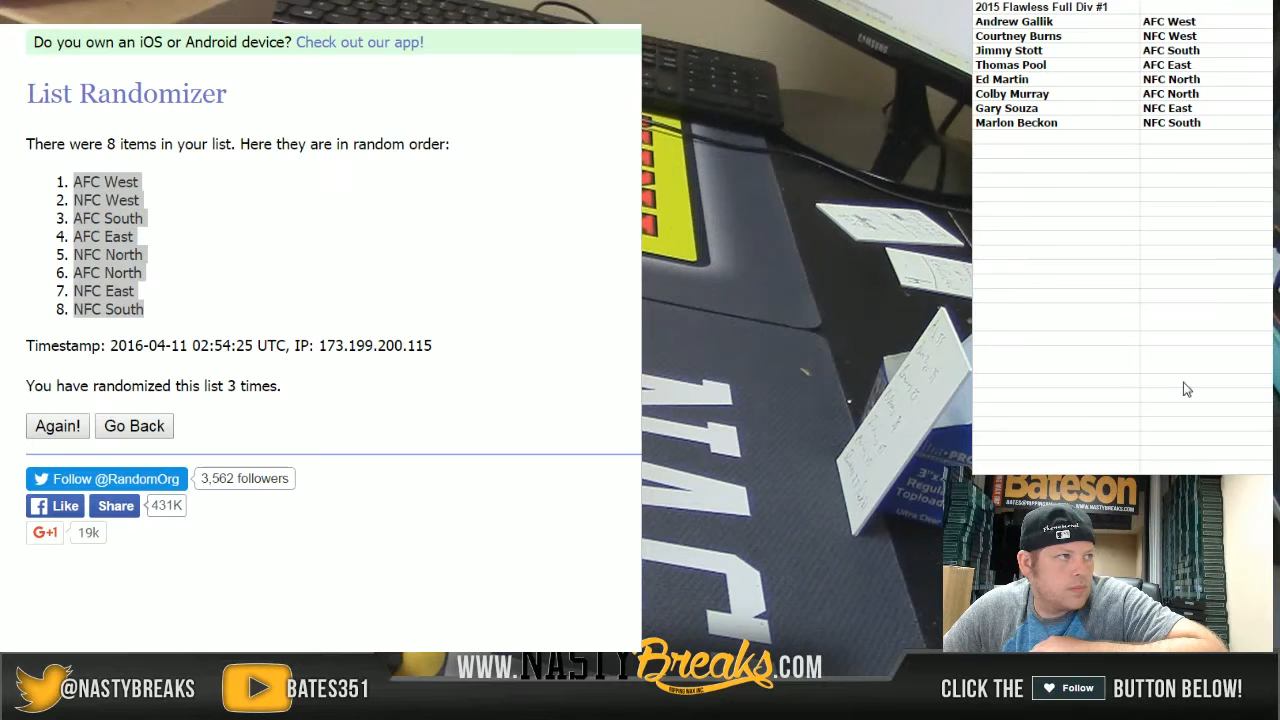 Do you own an iOS or Android device? Check out our app!
List Randomizer
There were 8 items in your list. Here they are in random order:
1. AFC West
2. NFC West
3. AFC South
4. AFC East
5. NFC North
6. AFC North
7. NFC East
8. NFC South
Timestamp: 2016-04-11 02:54:25 UTC, IP: 173.199.200.115
You have randomized this list 3 times.
Again! Go Back
Follow @RandomOrg 3,562 followers
Like Share 431K
G+1 19k
SAMSUNG
2015 Flawless Full Div #1
Andrew Gallik AFC West
Courtney Burns NFC West
Jimmy Stott AFC South
Thomas Pool AFC East
Ed Martin NFC North
Colby Murray AFC North
Gary Souza NFC East
Marlon Beckon NFC South
Bateson
@NASTYBREAKS
BATES351
WWW.NASTYBreaks.COM
RIPPING WAX INC.
CLICK THE Follow BUTTON BELOW!